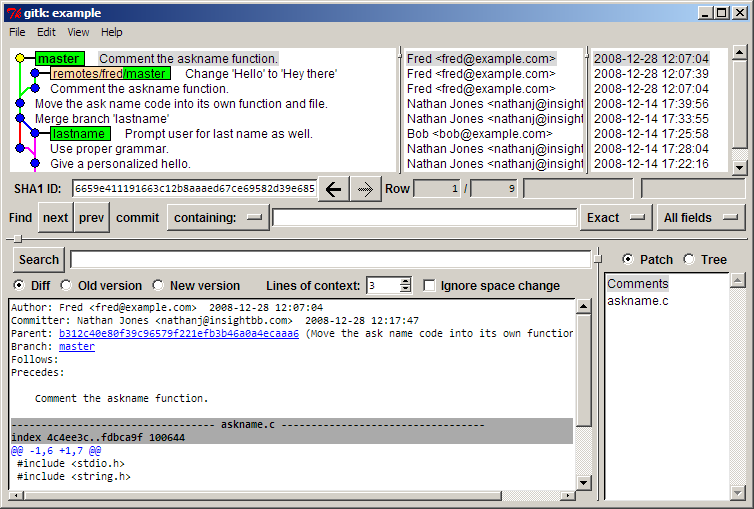 gitk: example
File Edit View Help
master Comment the askname function. Fred <fred@example.com> 2008-12-28 12:07:04
remotes/fred/master Change 'Hello' to 'Hey there' Fred <fred@example.com> 2008-12-28 12:07:39
Comment the askname function. Fred <fred@example.com> 2008-12-28 12:07:04
Move the ask name code into its own function and file. Nathan Jones <nathanj@insight 2008-12-14 17:39:56
Merge branch 'lastname' Nathan Jones <nathanj@insight 2008-12-14 17:33:55
lastname Prompt user for last name as well. Bob <bob@example.com> 2008-12-14 17:25:58
Use proper grammar. Nathan Jones <nathanj@insight 2008-12-14 17:28:04
Give a personalized hello. Nathan Jones <nathanj@insight 2008-12-14 17:22:16
SHA1 ID: 6659e411191663c12b8aaaed67ce69582d39e685 Row 1 / 9
Find next prev commit containing: Exact All fields
Search Patch Tree
Diff Old version New version Lines of context: 3 Ignore space change
Comments
askname.c
Author: Fred <fred@example.com> 2008-12-28 12:07:04
Committer: Nathan Jones <nathanj@insightbb.com> 2008-12-28 12:17:47
Parent: b312c40e80f39c96579f221efb3b46a0a4ecaaa6 (Move the ask name code into its own function
Branch: master
Follows:
Precedes:
Comment the askname function.
------------------------------- askname.c -------------------------------
index 4c4ee3c..fdbca9f 100644
@@ -1,6 +1,7 @@
#include <stdio.h>
#include <string.h>